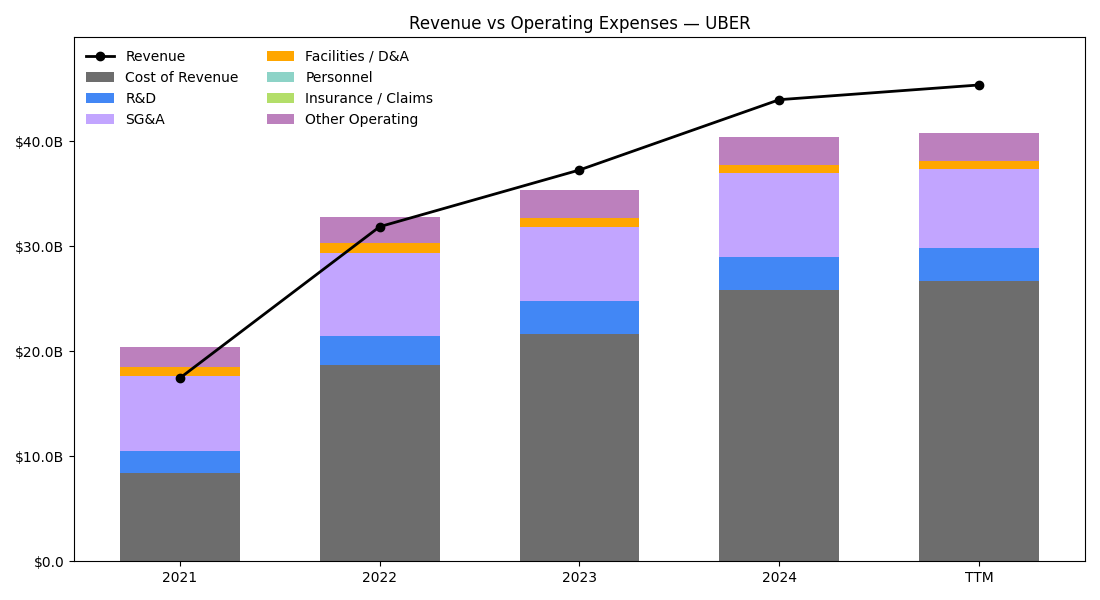 Revenue vs Operating Expenses — UBER
Revenue
Cost of Revenue
R&D
SG&A
Facilities / D&A
Personnel
Insurance / Claims
Other Operating
$40.0B
$30.0B
$20.0B
$10.0B
$0.0
2021 2022 2023 2024 TTM